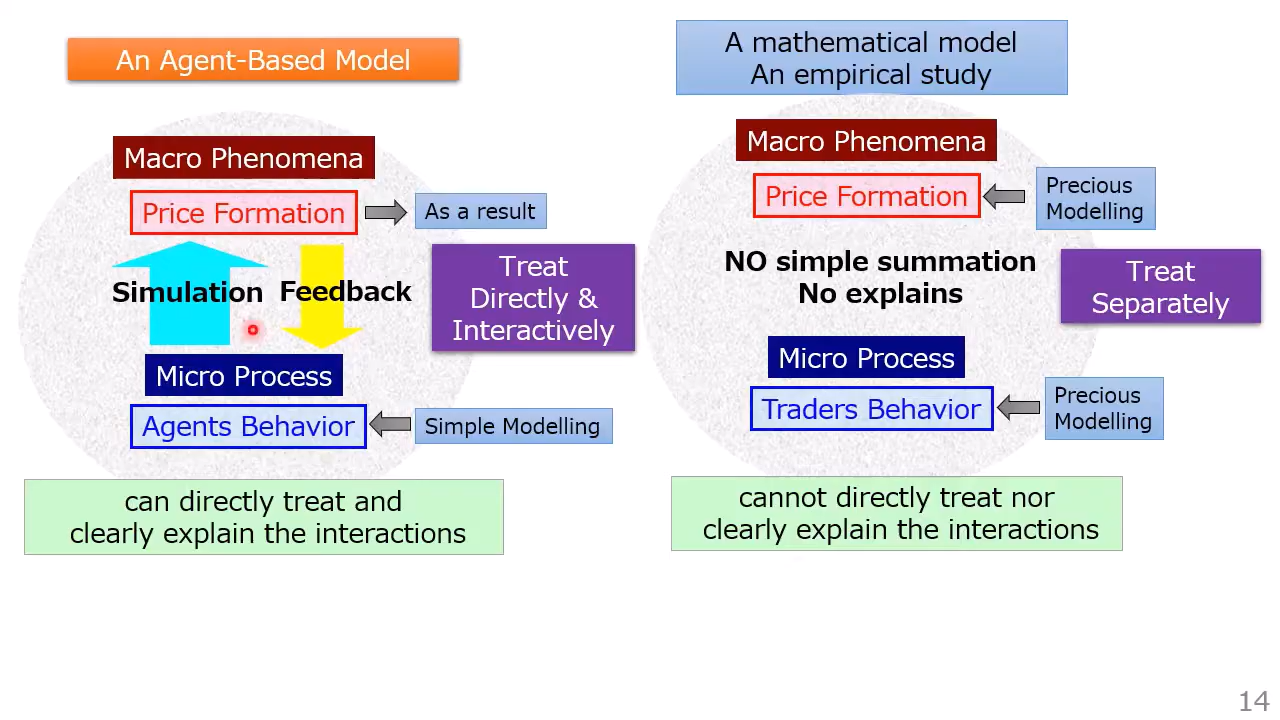 An Agent-Based Model
Macro Phenomena
Price Formation
As a result
Simulation
Feedback
Treat
Directly &
Interactively
Micro Process
Agents Behavior
Simple Modelling
can directly treat and
clearly explain the interactions
A mathematical model
An empirical study
Macro Phenomena
Price Formation
Precious
Modelling
NO simple summation
No explains
Treat
Separately
Micro Process
Traders Behavior
Precious
Modelling
cannot directly treat nor
clearly explain the interactions
14